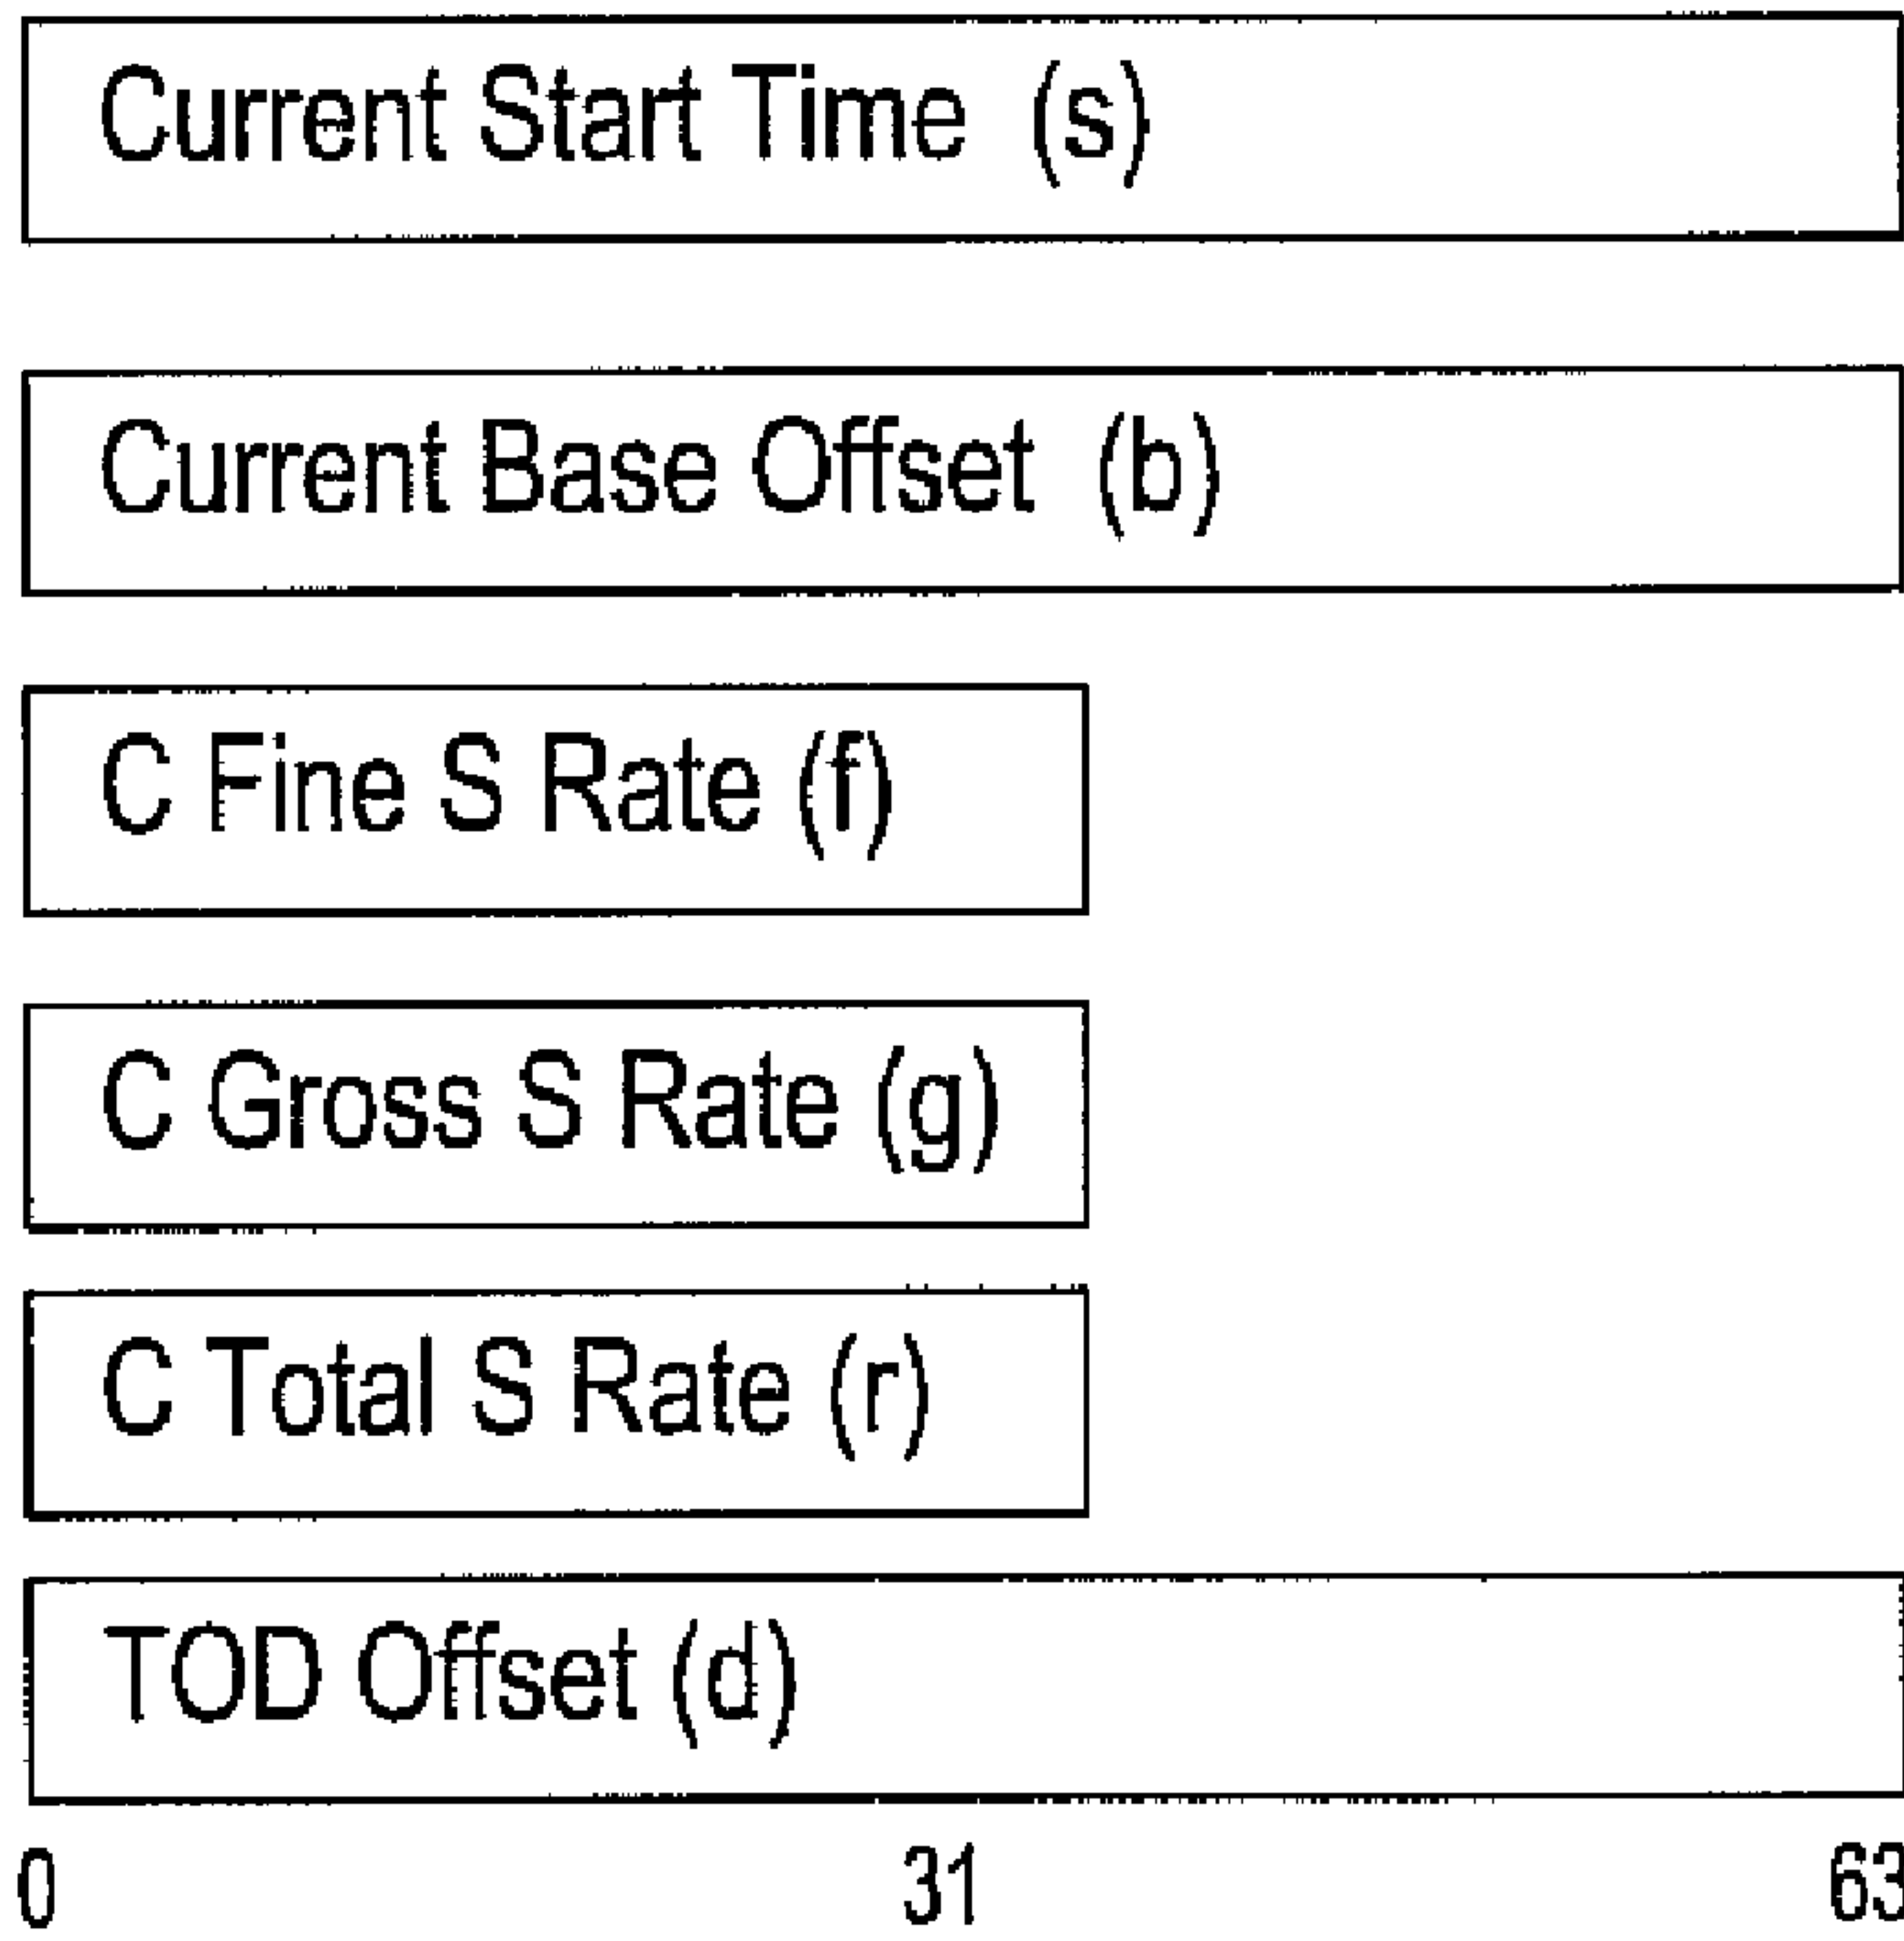 Current Start Time (s)
Current Base Offset (b)
C Fine S Rate (f)
C Gross S Rate (g)
C Total S Rate (r)
TOD Offset (d)
0 31 63